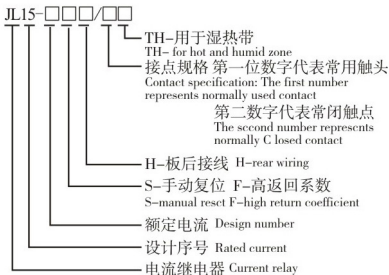 JL15-□□□/□□
TH-用于湿热带
TH- for hot and humid zone
接点规格 第一位数字代表常用触头
Contact specification: The first number
represents normally used contact
第二数字代表常闭触点
The second number represents
normally C losed contact
H-板后接线 H-rear wiring
S-手动复位 F-高返回系数
S-manual resct F-high return coefficient
额定电流 Design number
设计序号 Rated current
电流继电器 Current relay